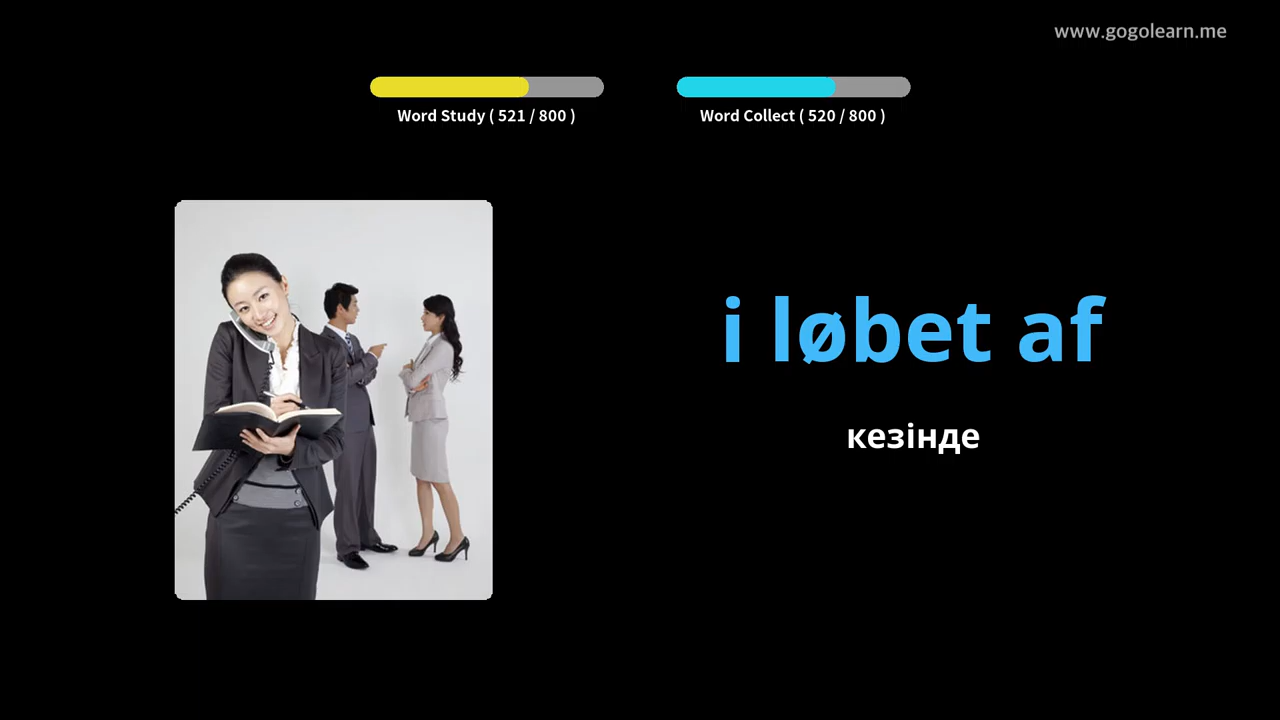 www.gogolearn.me
Word Study ( 521 / 800 )
Word Collect ( 520 / 800 )
i løbet af
кезінде